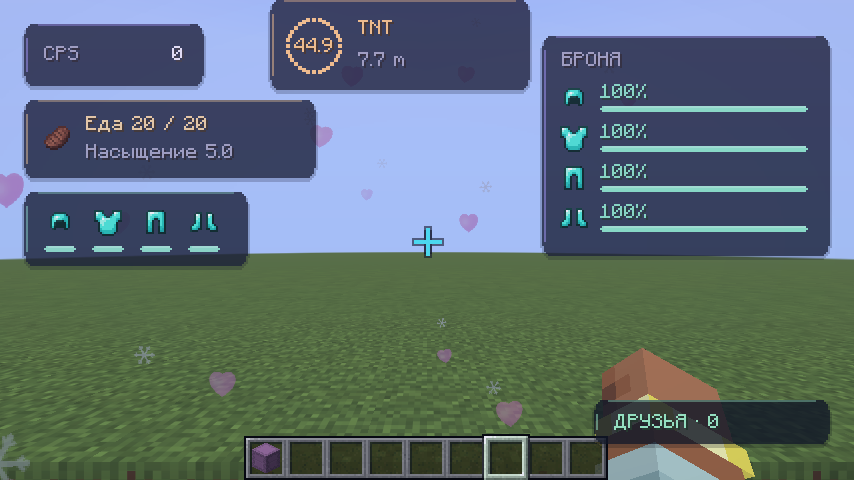 CPS 0
44.9 TNT
7.7 m
Еда 20 / 20
Насыщение 5.0
БРОНЯ
100%
100%
100%
100%
ДРУЗЬЯ · 0